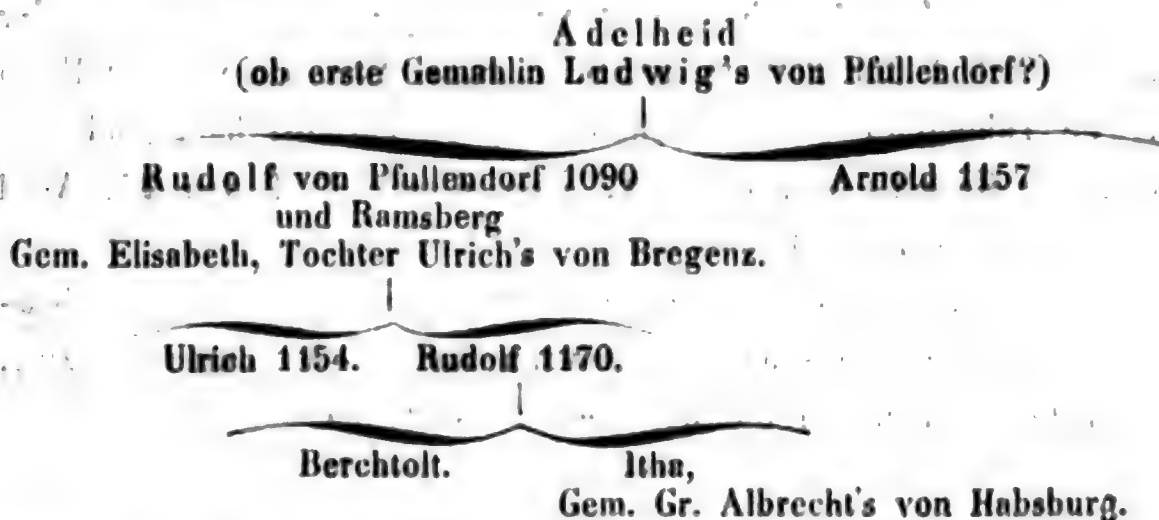 Adelheid
(ob erste Gemahlin Ludwig's von Pfullendorf?)
Rudolf von Pfullendorf 1090 Arnold 1157
und Ramsberg
Gem. Elisabeth, Tochter Ulrich's von Bregenz.
Ulrich 1154. Rudolf 1170.
Berchtolt. Itha,
Gem. Gr. Albrecht's von Habsburg.